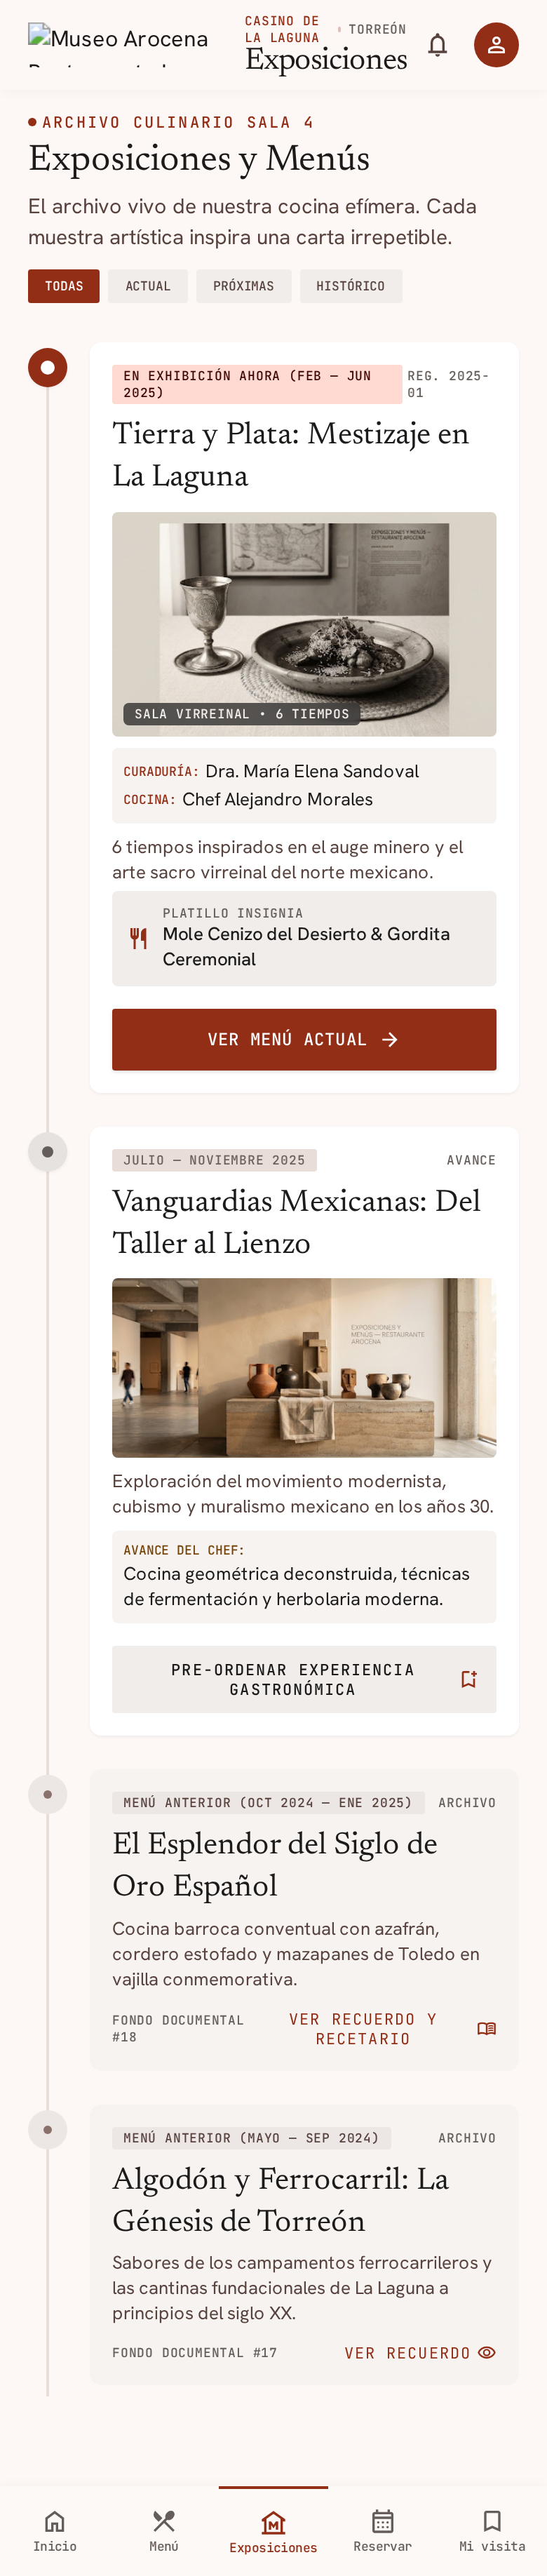 Museo Arocena
CASINO DE
LA LAGUNA
TORREÓN
Exposiciones
ARCHIVO CULINARIO SALA 4
Exposiciones y Menús
El archivo vivo de nuestra cocina efímera. Cada
muestra artística inspira una carta irrepetible.
TODAS
ACTUAL
PRÓXIMAS
HISTÓRICO
EN EXHIBICIÓN AHORA (FEB — JUN
2025)
REG. 2025-
01
Tierra y Plata: Mestizaje en
La Laguna
EXPOSICIONES Y MENÚS —
RESTAURANTE AROCENA
SALA VIRREINAL • 6 TIEMPOS
CURADURÍA: Dra. María Elena Sandoval
COCINA: Chef Alejandro Morales
6 tiempos inspirados en el auge minero y el
arte sacro virreinal del norte mexicano.
PLATILLO INSIGNIA
Mole Cenizo del Desierto & Gordita
Ceremonial
VER MENÚ ACTUAL
JULIO — NOVIEMBRE 2025
AVANCE
Vanguardias Mexicanas: Del
Taller al Lienzo
EXPOSICIONES Y
MENÚS — RESTAURANTE
AROCENA
Exploración del movimiento modernista,
cubismo y muralismo mexicano en los años 30.
AVANCE DEL CHEF:
Cocina geométrica deconstruida, técnicas
de fermentación y herbolaria moderna.
PRE-ORDENAR EXPERIENCIA
GASTRONÓMICA
MENÚ ANTERIOR (OCT 2024 — ENE 2025)
ARCHIVO
El Esplendor del Siglo de
Oro Español
Cocina barroca conventual con azafrán,
cordero estofado y mazapanes de Toledo en
vajilla conmemorativa.
FONDO DOCUMENTAL
#18
VER RECUERDO Y
RECETARIO
MENÚ ANTERIOR (MAYO — SEP 2024)
ARCHIVO
Algodón y Ferrocarril: La
Génesis de Torreón
Sabores de los campamentos ferrocarrileros y
las cantinas fundacionales de La Laguna a
principios del siglo XX.
FONDO DOCUMENTAL #17
VER RECUERDO
Inicio
Menú
Exposiciones
Reservar
Mi visita